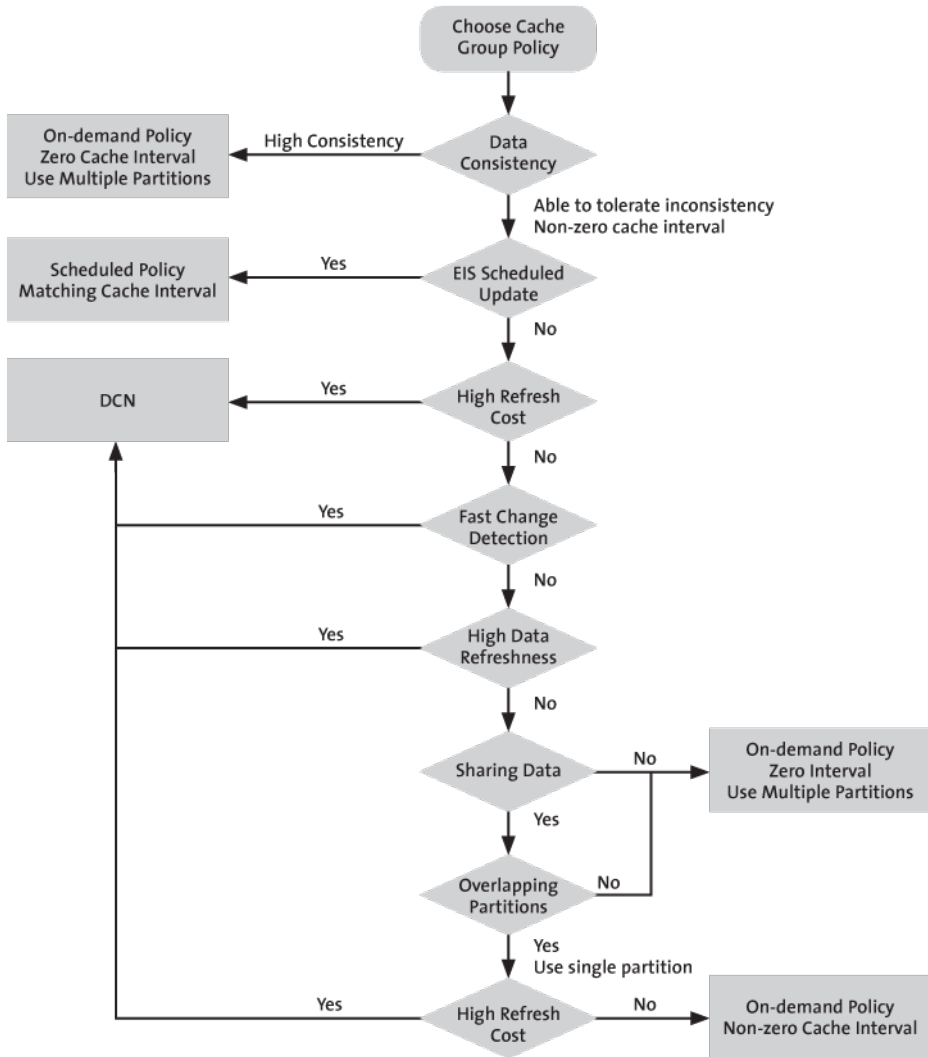 Choose Cache
Group Policy
On-demand Policy
Zero Cache Interval
Use Multiple Partitions
High Consistency
Data
Consistency
Able to tolerate inconsistency
Non-zero cache interval
Scheduled Policy
Matching Cache Interval
Yes
EIS Scheduled
Update
No
DCN
Yes
High Refresh
Cost
No
Yes
Fast Change
Detection
No
Yes
High Data
Refreshness
No
Sharing Data
No
On-demand Policy
Zero Interval
Use Multiple Partitions
Yes
Overlapping
Partitions
No
Yes
Use single partition
Yes
High Refresh
Cost
No
On-demand Policy
Non-zero Cache Interval